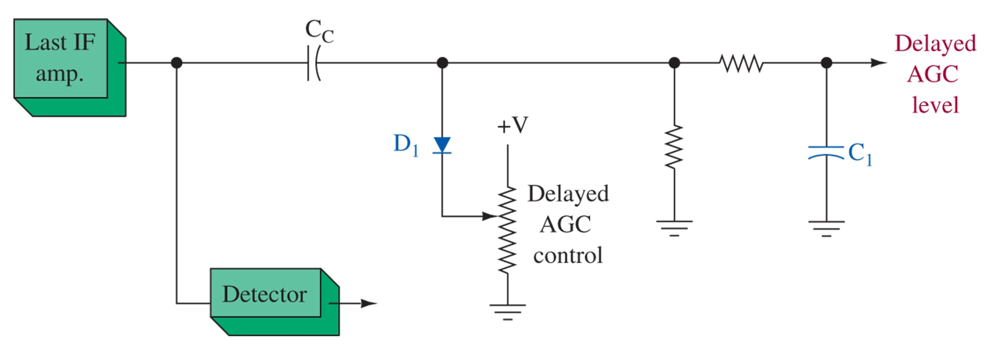 Last IF
amp.
C_C
Delayed
AGC
level
D_1
+V
Delayed
AGC
control
C_1
Detector